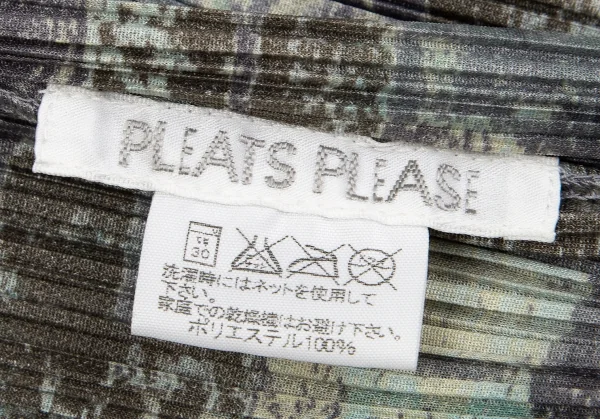 PLEATS PLEASE
弱
30
洗濯時にはネットを使用して
下さい。
家庭での乾燥機はお避け下さい。
ポリエステル100%